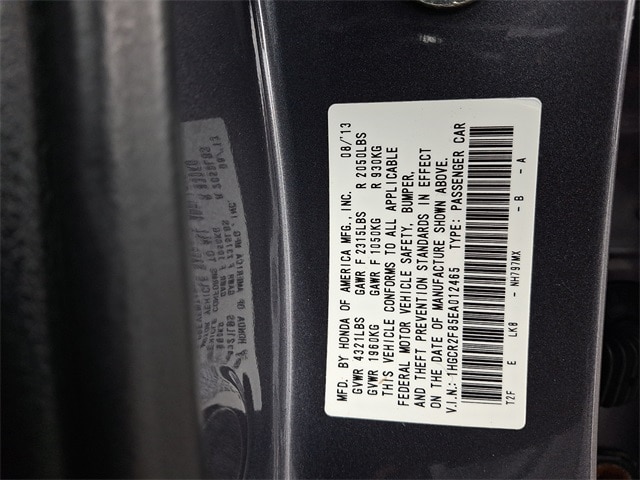 MFD. BY HONDA OF AMERICA MFG., INC. 08/'13
GVWR 4321LBS GAWR F 2315LBS R 2050LBS
GVWR 1960KG GAWR F 1050KG R 930KG
THIS VEHICLE CONFORMS TO ALL APPLICABLE
FEDERAL MOTOR VEHICLE SAFETY, BUMPER,
AND THEFT PREVENTION STANDARDS IN EFFECT
ON THE DATE OF MANUFACTURE SHOWN ABOVE.
V.I.N.: 1HGCR2F85EA012465 TYPE: PASSENGER CAR
T2F E LK8 - NH797MX - B - A